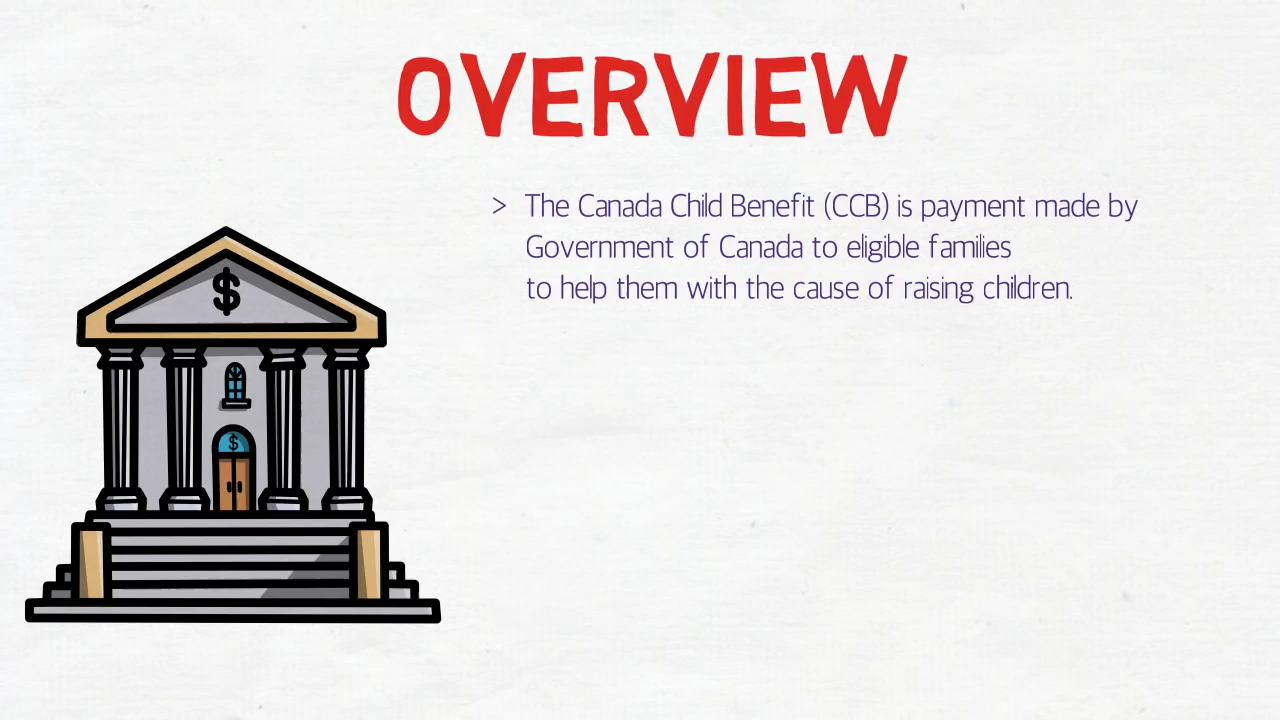 OVERVIEW
> The Canada Child Benefit (CCB) is payment made by
Government of Canada to eligible families
to help them with the cause of raising children.
$
$